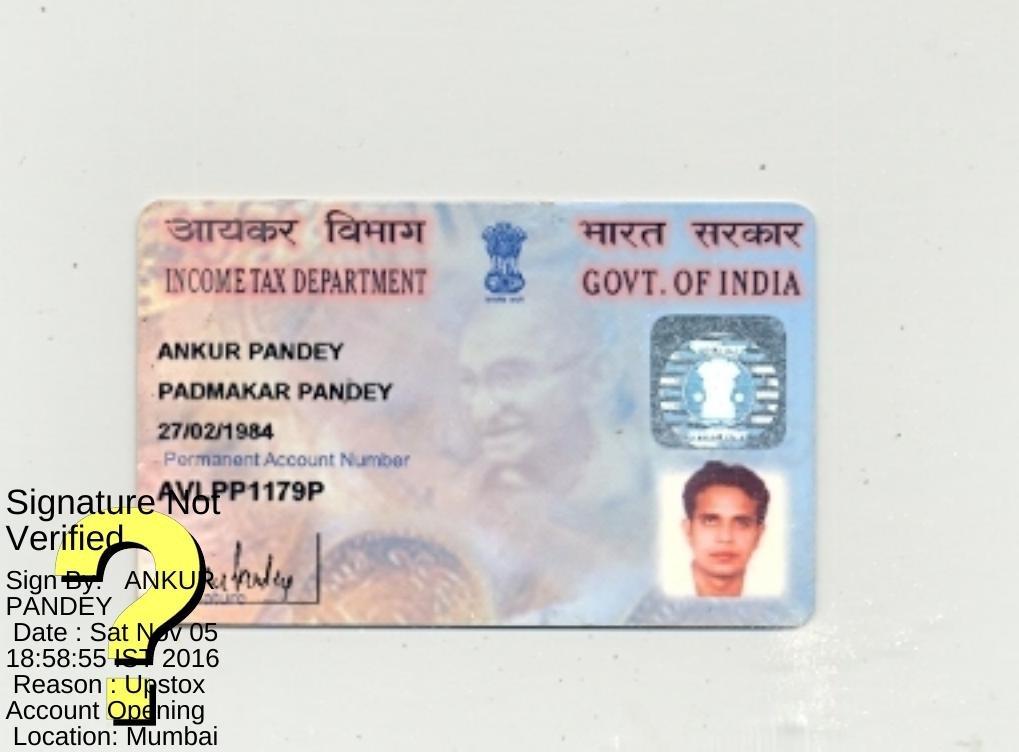 आयकर विभाग
भारत सरकार
INCOME TAX DEPARTMENT
GOVT. OF INDIA
ANKUR PANDEY
PADMAKAR PANDEY
27/02/1984
Permanent Account Number
AVLPP1179P
Signature Not
Verified
Sign By: ANKUR
PANDEY
Date : Sat Nov 05
18:58:55 IST 2016
Reason : Upstox
Account Opening
Location: Mumbai